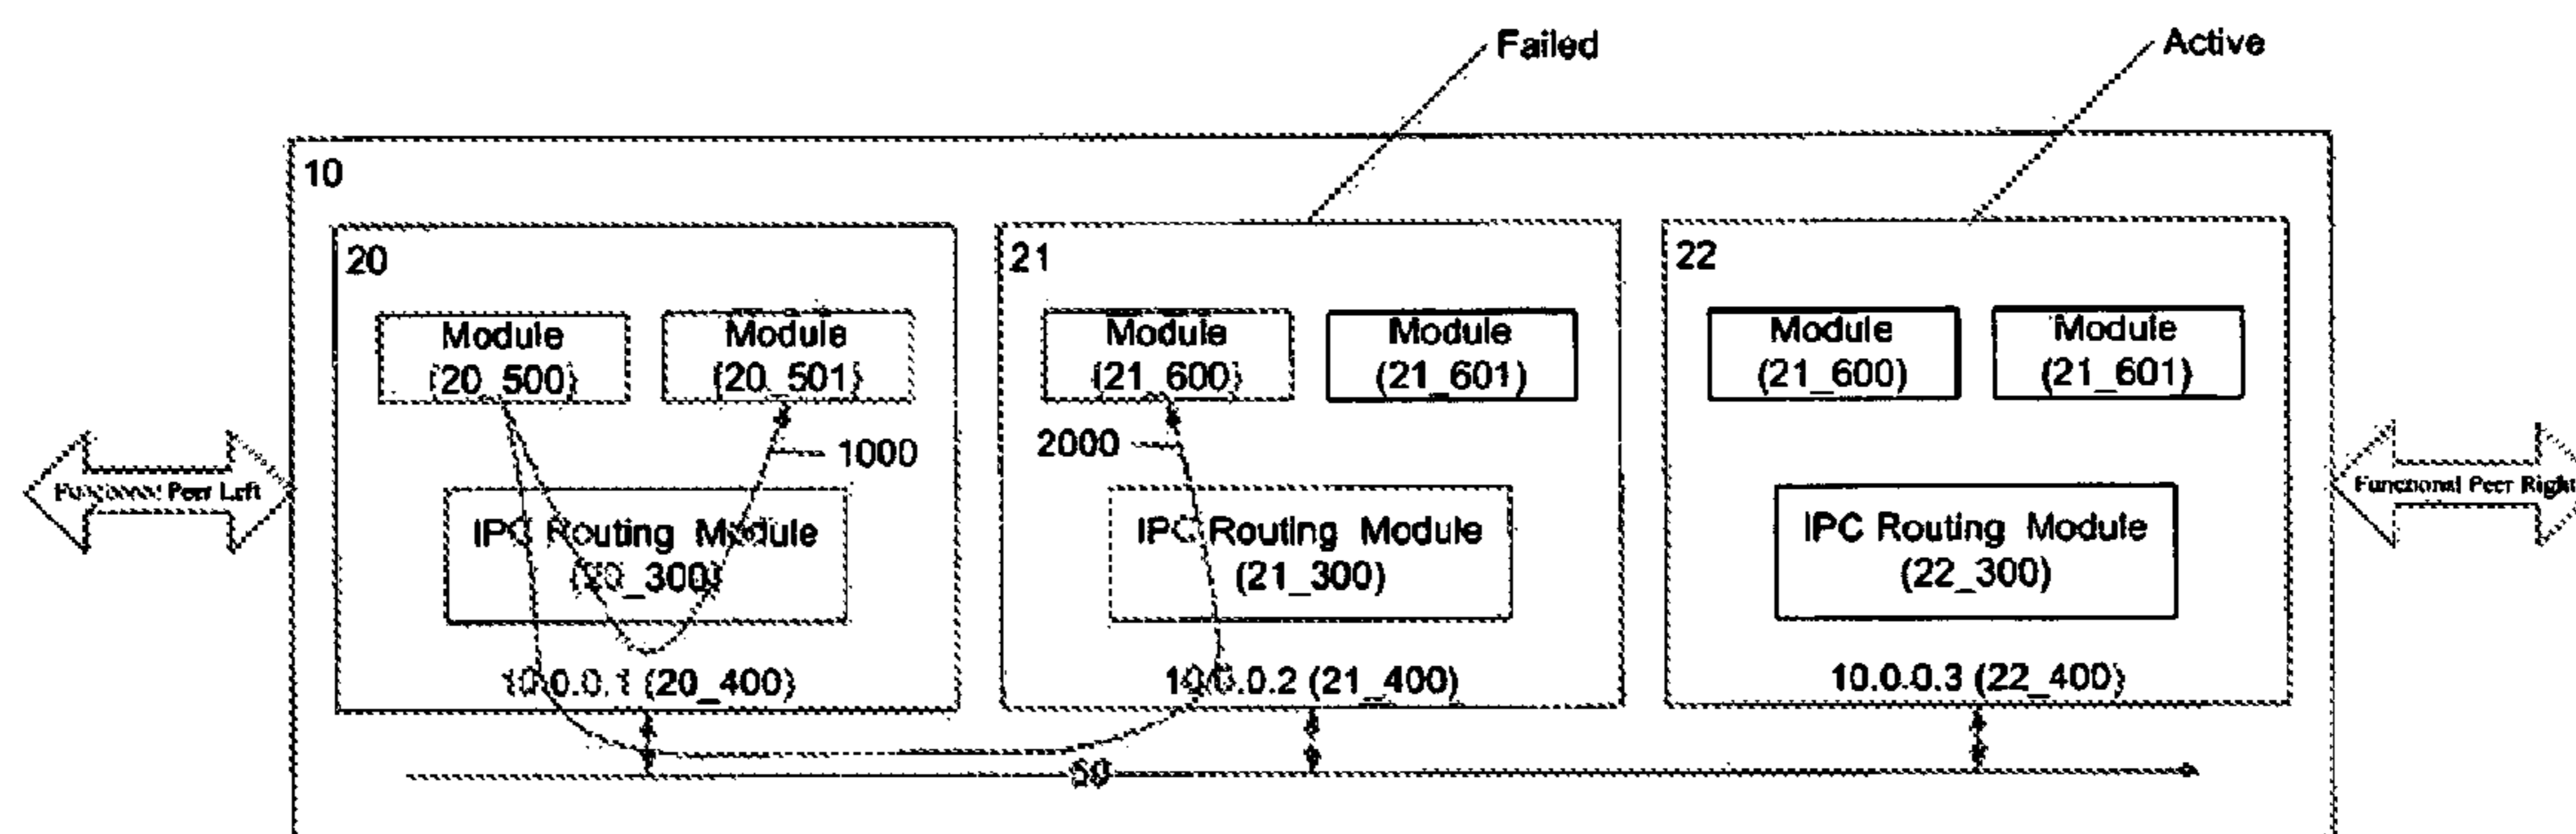 Failed
Active
10
20
21
22
Module
(20_500)
Module
(20_501)
Module
(21_600)
Module
(21_601)
Module
(21_600)
Module
(21_601)
1000
2000
Peer Left
Functional Peer Right
IPC Routing Module
(20_300)
IPC Routing Module
(21_300)
IPC Routing Module
(22_300)
10.0.0.1 (20_400)
10.0.0.2 (21_400)
10.0.0.3 (22_400)
50